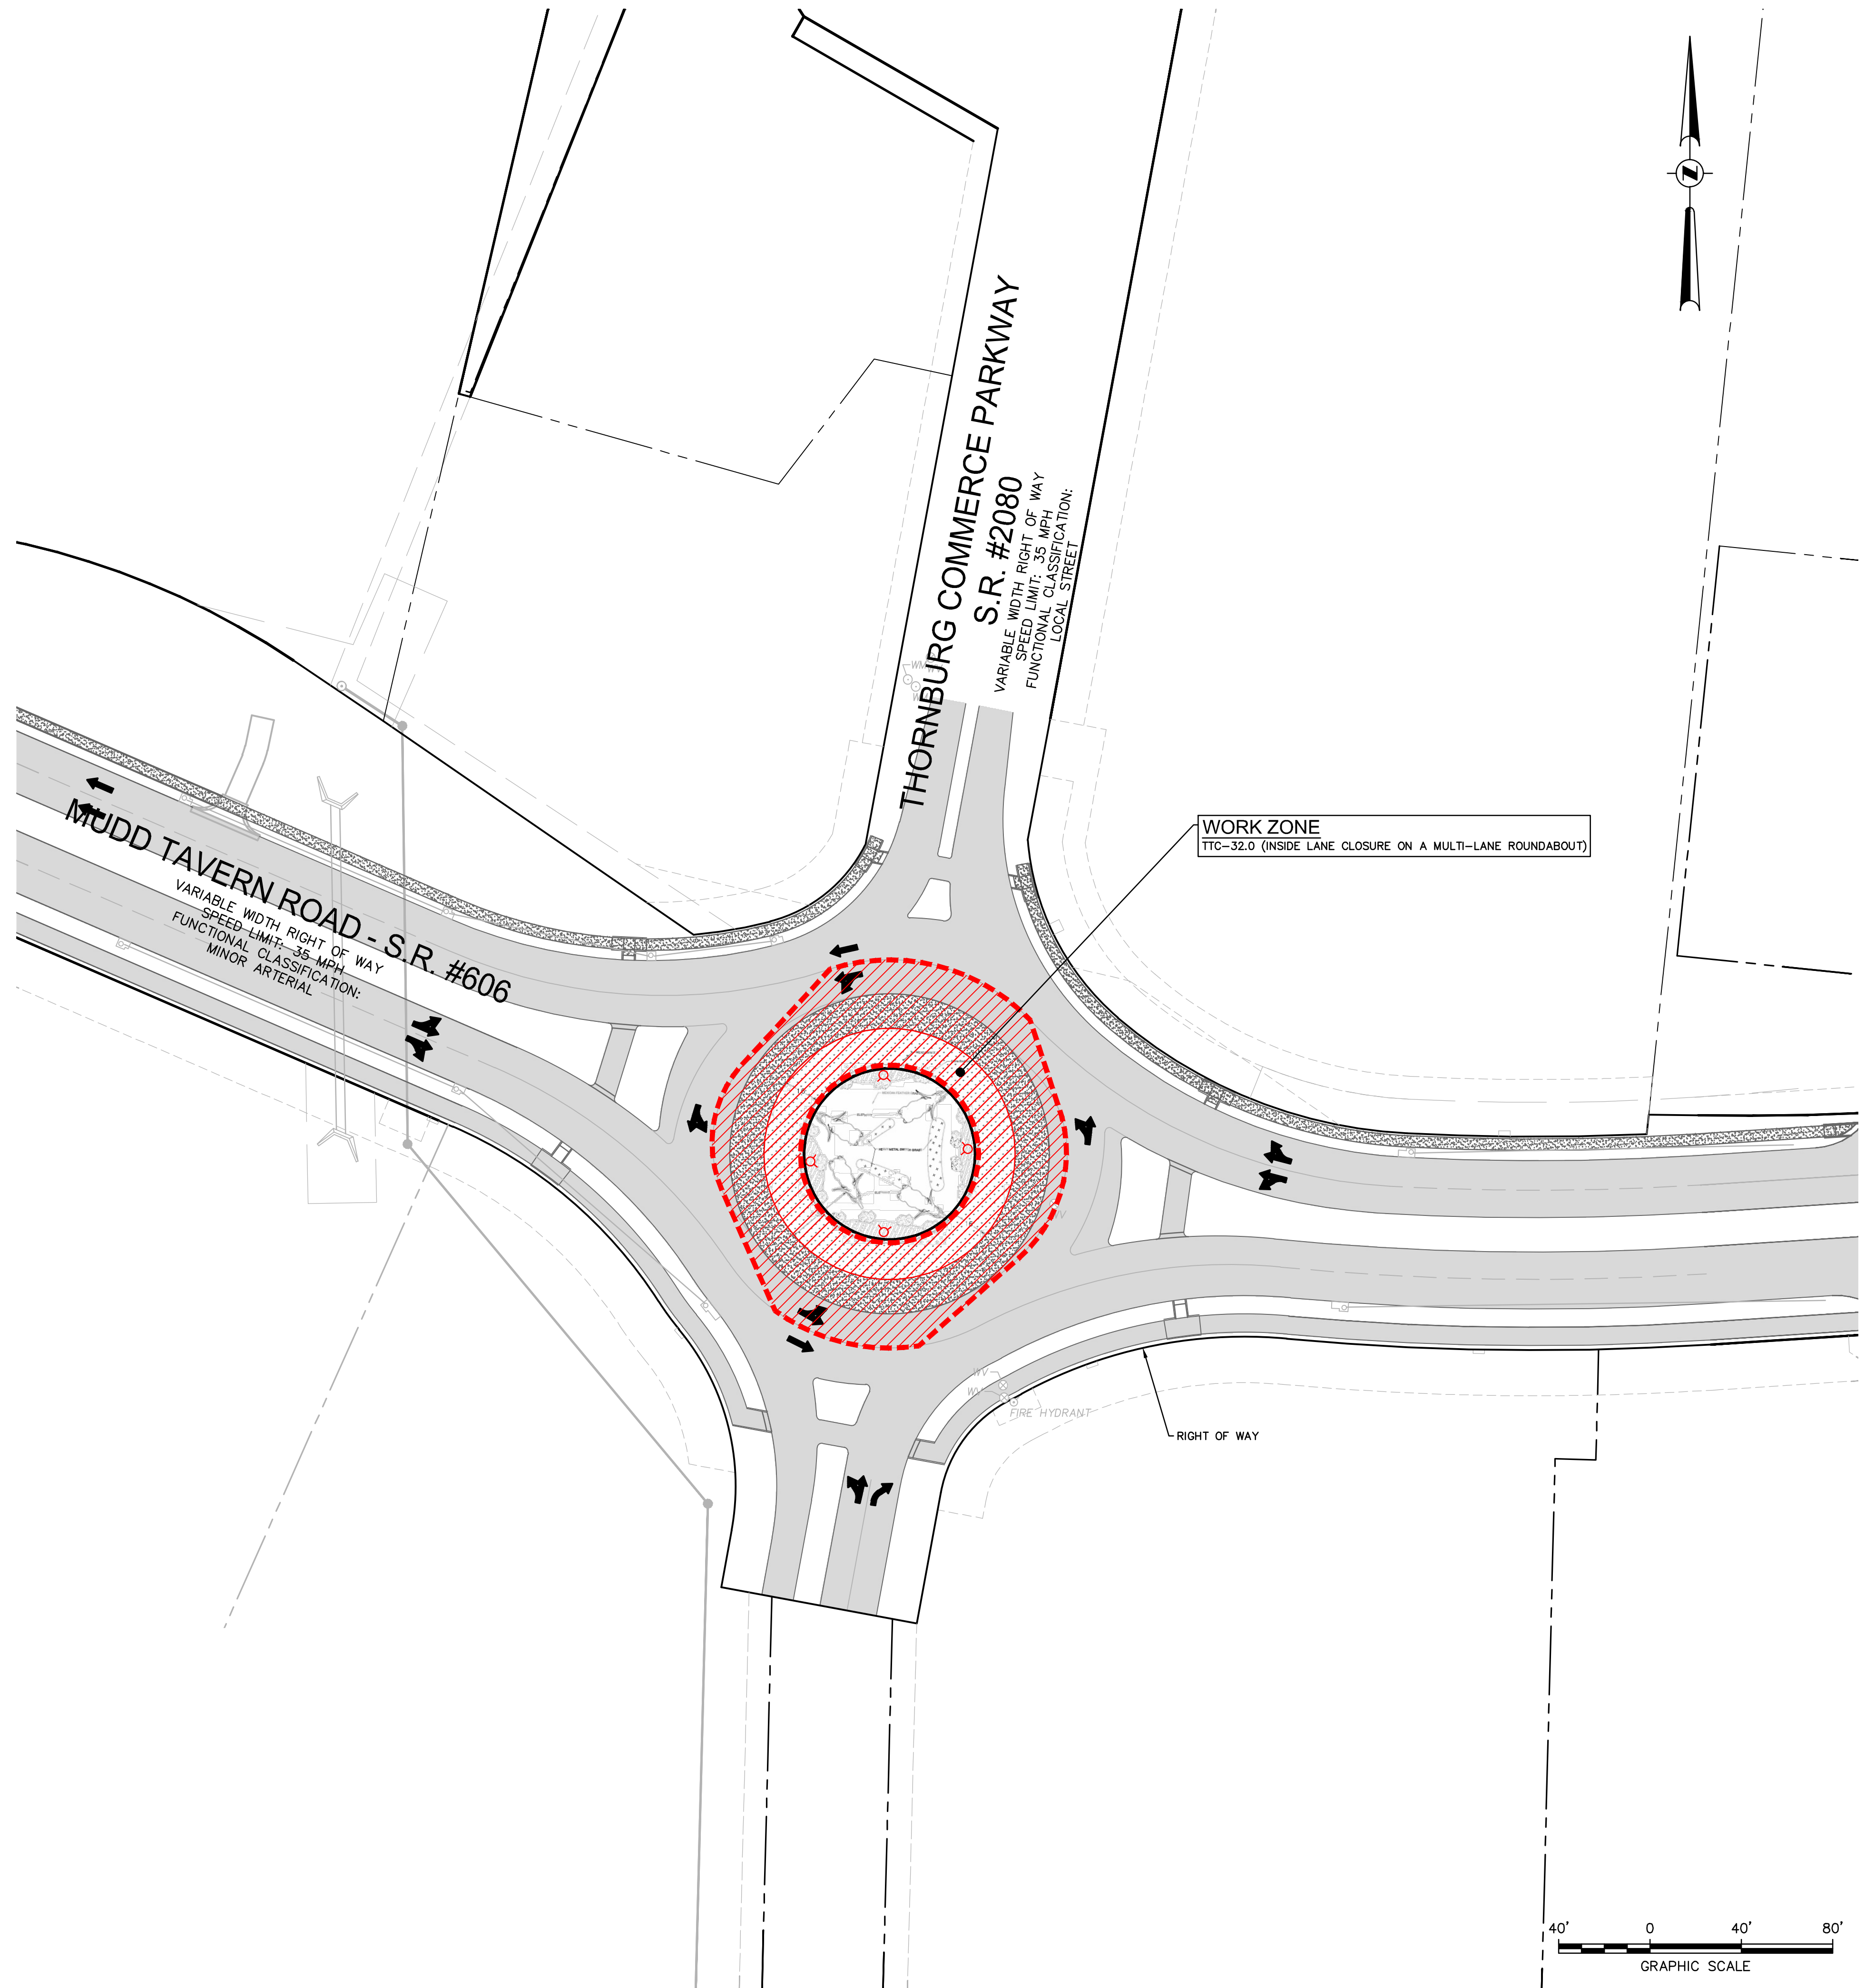 THORNBURG COMMERCE PARKWAY
S.R. #2080
VARIABLE WIDTH RIGHT OF WAY
SPEED LIMIT: 35 MPH
FUNCTIONAL CLASSIFICATION:
LOCAL STREET
N
WM
MUDD TAVERN ROAD - S.R. #606
VARIABLE WIDTH RIGHT OF WAY
SPEED LIMIT: 35 MPH
FUNCTIONAL CLASSIFICATION:
MINOR ARTERIAL
WORK ZONE
TTC-32.0 (INSIDE LANE CLOSURE ON A MULTI-LANE ROUNDABOUT)
WV
WV
FIRE HYDRANT
RIGHT OF WAY
40' 0 40' 80'
GRAPHIC SCALE